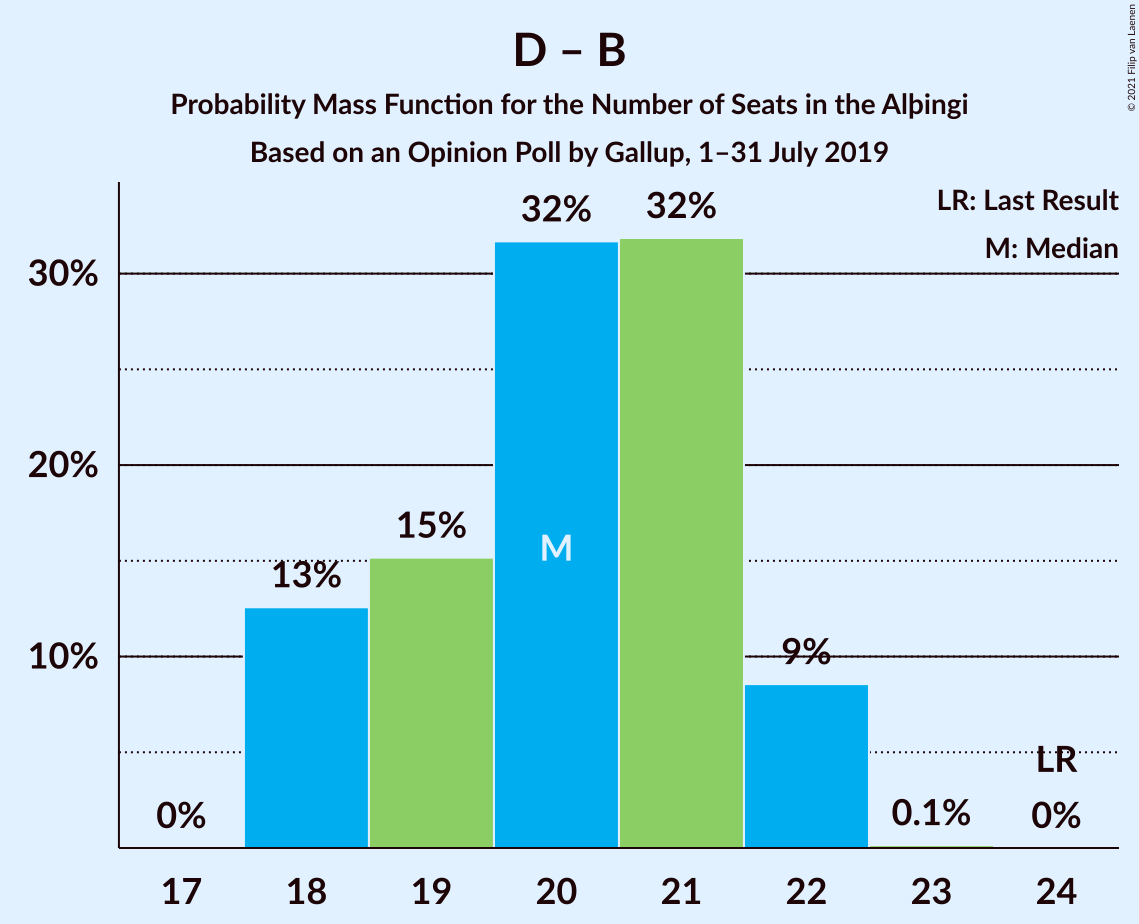 D – B
Probability Mass Function for the Number of Seats in the Alþingi
Based on an Opinion Poll by Gallup, 1–31 July 2019
© 2021 Filip van Laenen
LR: Last Result
M: Median
30%
20%
10%
0%
13%
15%
32%
M
32%
9%
0.1%
LR
0%
17 18 19 20 21 22 23 24